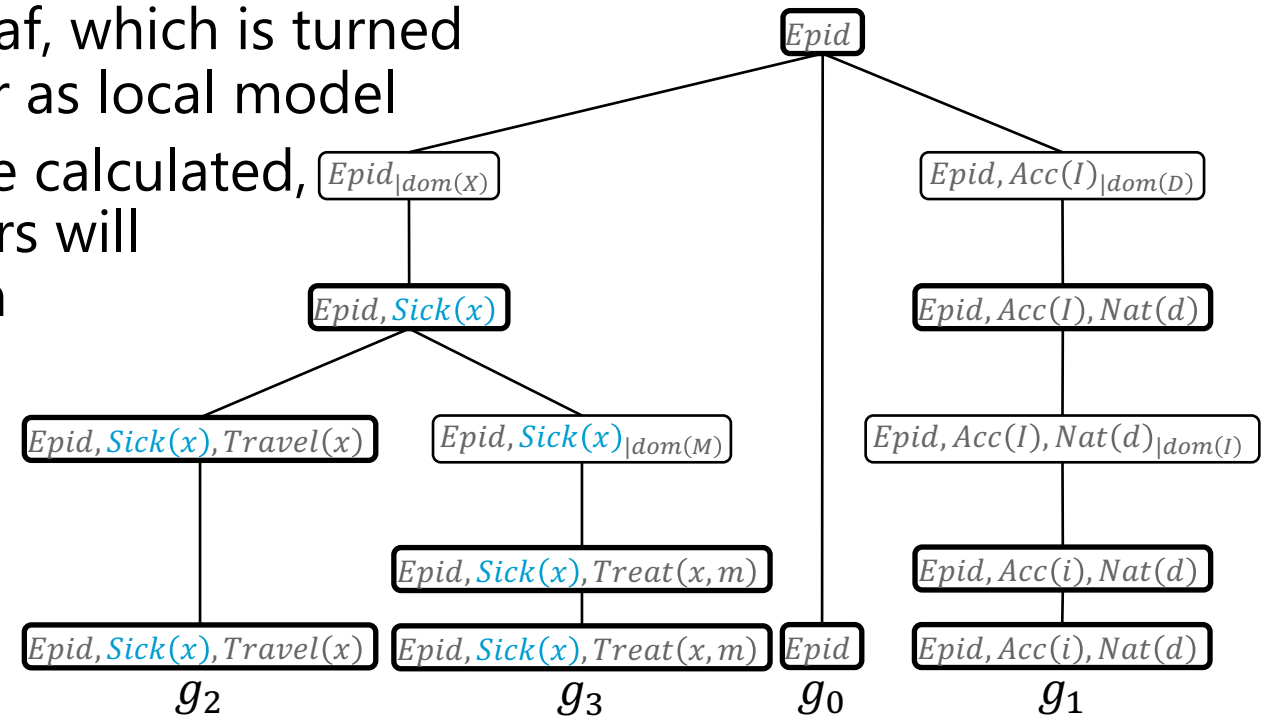 af, which is turned
r as local model
e calculated,
rs will
n
Epid
Epid|dom(X)
Epid, Acc(I)|dom(D)
Epid, Sick(x)
Epid, Acc(I), Nat(d)
Epid, Sick(x), Travel(x)
Epid, Sick(x)|dom(M)
Epid, Acc(I), Nat(d)|dom(I)
Epid, Sick(x), Treat(x, m)
Epid, Acc(i), Nat(d)
Epid, Sick(x), Travel(x)
Epid, Sick(x), Treat(x, m)
Epid
Epid, Acc(i), Nat(d)
g2
g3
g0
g1